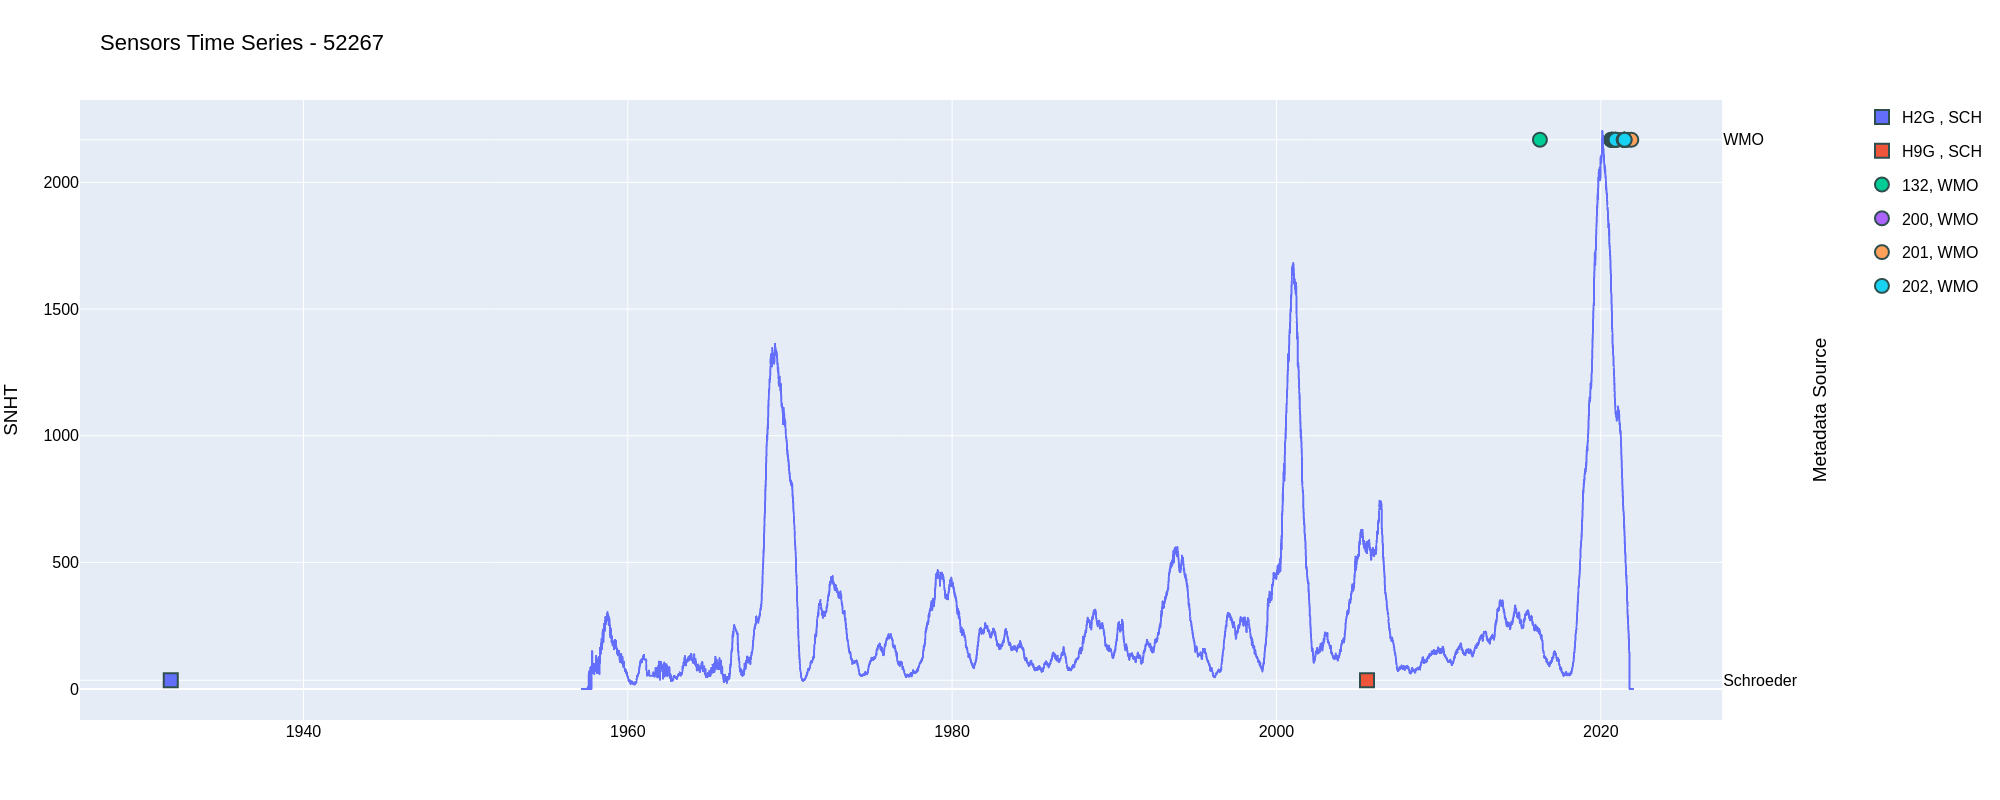 Sensors Time Series - 52267
SNHT
2000
1500
1000
500
0
1940
1960
1980
2000
2020
WMO
Schroeder
Metadata Source
H2G , SCH
H9G , SCH
132, WMO
200, WMO
201, WMO
202, WMO